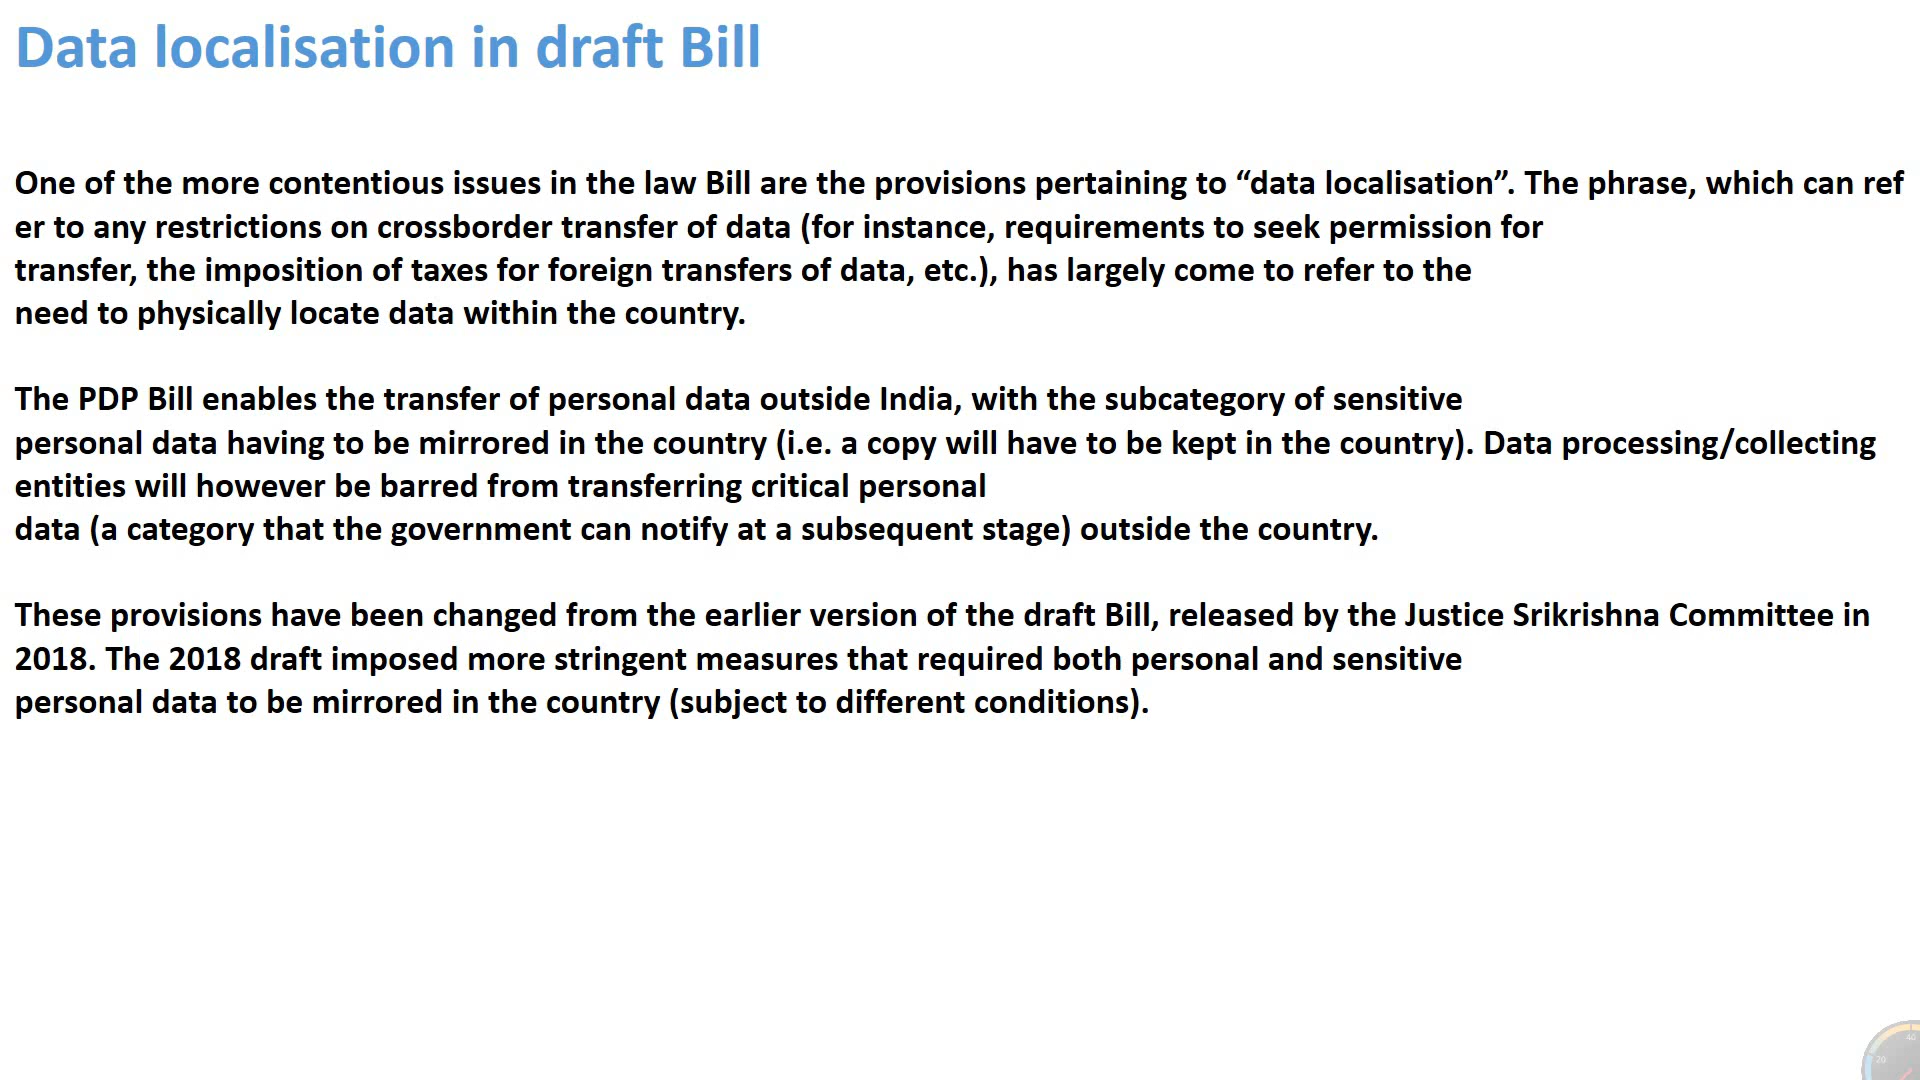 Data localisation in draft Bill
One of the more contentious issues in the law Bill are the provisions pertaining to “data localisation”. The phrase, which can ref
er to any restrictions on crossborder transfer of data (for instance, requirements to seek permission for
transfer, the imposition of taxes for foreign transfers of data, etc.), has largely come to refer to the
need to physically locate data within the country.
The PDP Bill enables the transfer of personal data outside India, with the subcategory of sensitive
personal data having to be mirrored in the country (i.e. a copy will have to be kept in the country). Data processing/collecting
entities will however be barred from transferring critical personal
data (a category that the government can notify at a subsequent stage) outside the country.
These provisions have been changed from the earlier version of the draft Bill, released by the Justice Srikrishna Committee in
2018. The 2018 draft imposed more stringent measures that required both personal and sensitive
personal data to be mirrored in the country (subject to different conditions).
40
20